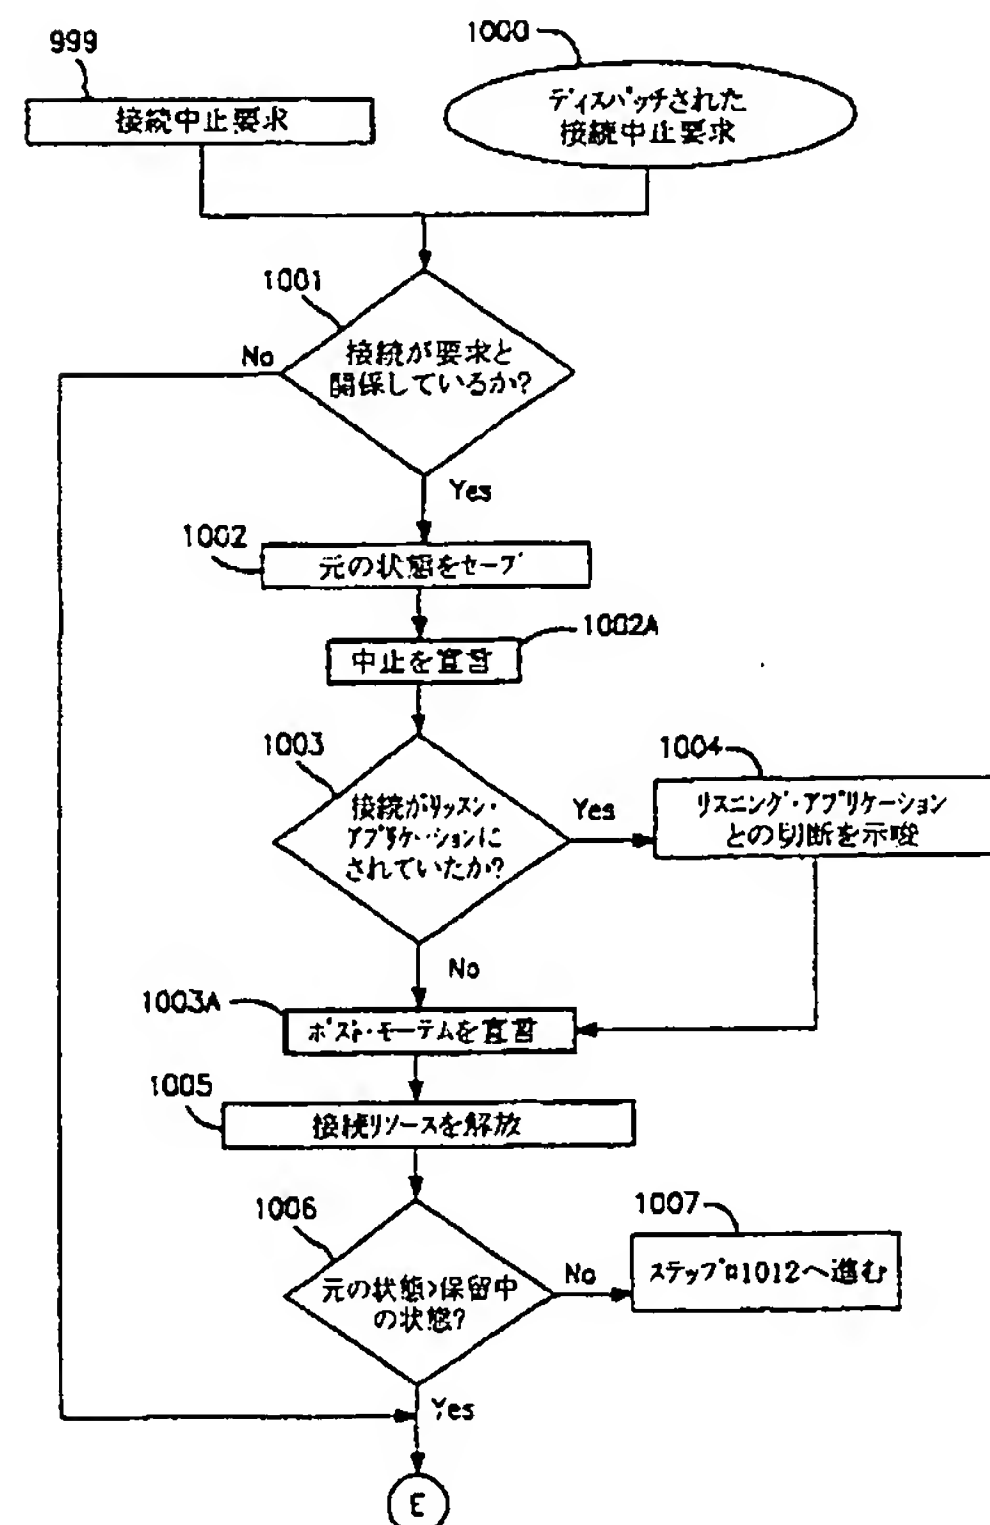 999
接続中止要求
1000
ディスパッチされた
接続中止要求
1001
接続が要求と
関係しているか?
No
Yes
1002
元の状態をセーブ
1002A
中止を宣言
1003
接続がリッスン・
アプリケーションに
されていたか?
Yes
No
1004
リスニング・アプリケーション
との切断を示唆
1003A
ポスト・モーテムを宣言
1005
接続リソースを解放
1006
元の状態>保留中
の状態?
No
Yes
1007
ステップロ1012へ進む
E